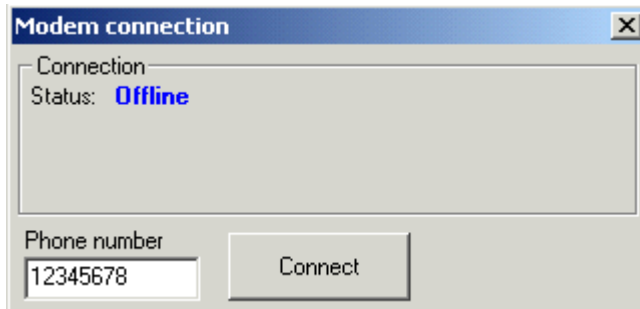 Modem connection
Connection
Status: Offline
Phone number
12345678
Connect